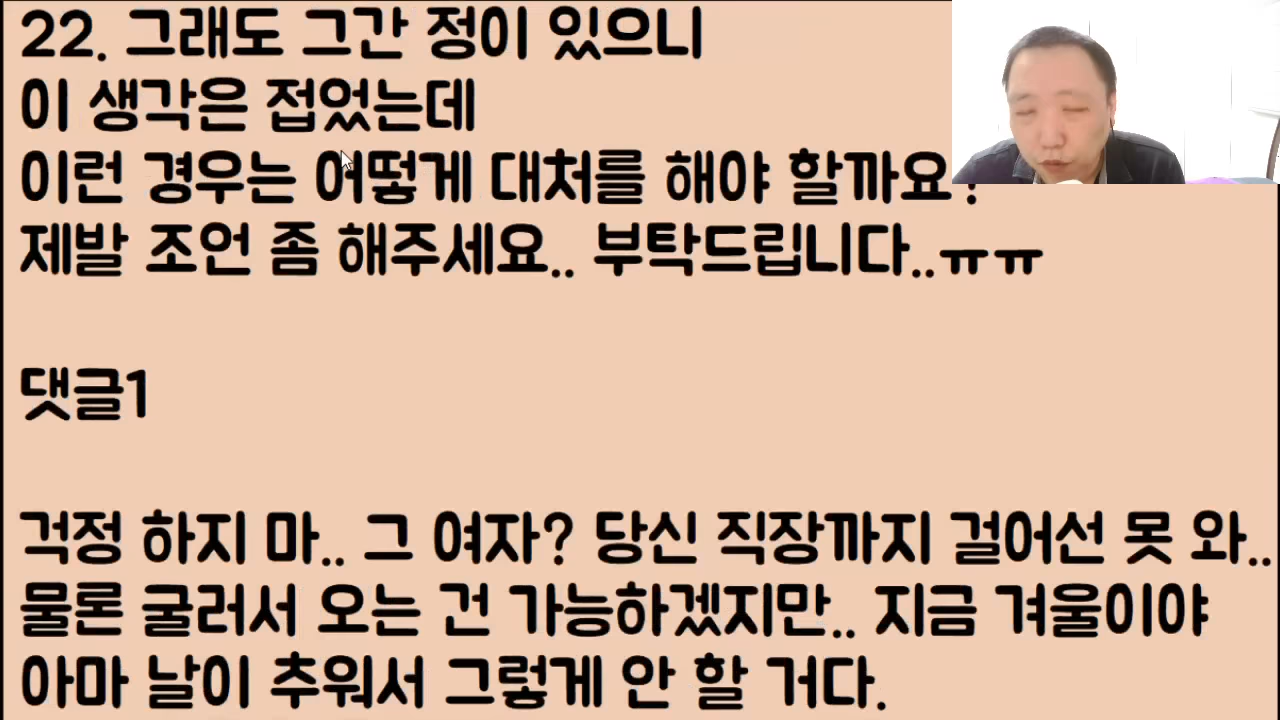 22. 그래도 그간 정이 있으니
이 생각은 접었는데
이런 경우는 어떻게 대처를 해야 할까요?
제발 조언 좀 해주세요.. 부탁드립니다..ㅠㅠ
댓글1
걱정 하지 마.. 그 여자? 당신 직장까지 걸어선 못 와..
물론 굴러서 오는 건 가능하겠지만.. 지금 겨울이야
아마 날이 추워서 그렇게 안 할 거다.